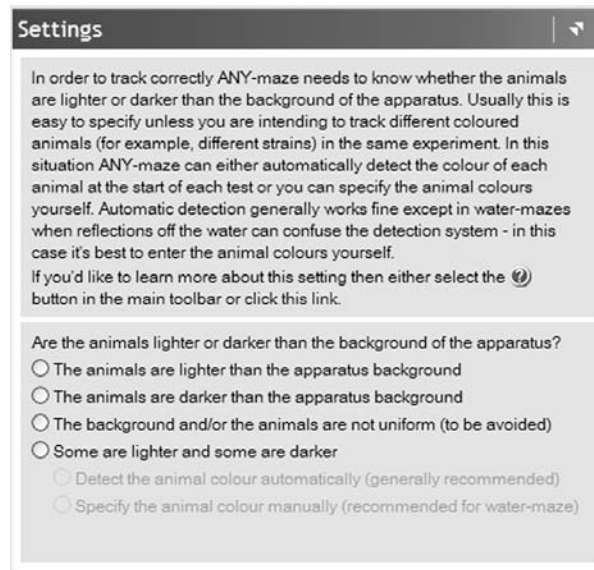 Settings
In order to track correctly ANY-maze needs to know whether the animals
are lighter or darker than the background of the apparatus. Usually this is
easy to specify unless you are intending to track different coloured
animals (for example, different strains) in the same experiment. In this
situation ANY-maze can either automatically detect the colour of each
animal at the start of each test or you can specify the animal colours
yourself. Automatic detection generally works fine except in water-mazes
when reflections off the water can confuse the detection system - in this
case it's best to enter the animal colours yourself.
If you'd like to learn more about this setting then either select the ?
button in the main toolbar or click this link.
Are the animals lighter or darker than the background of the apparatus?
The animals are lighter than the apparatus background
The animals are darker than the apparatus background
The background and/or the animals are not uniform (to be avoided)
Some are lighter and some are darker
Detect the animal colour automatically (generally recommended)
Specify the animal colour manually (recommended for water-maze)